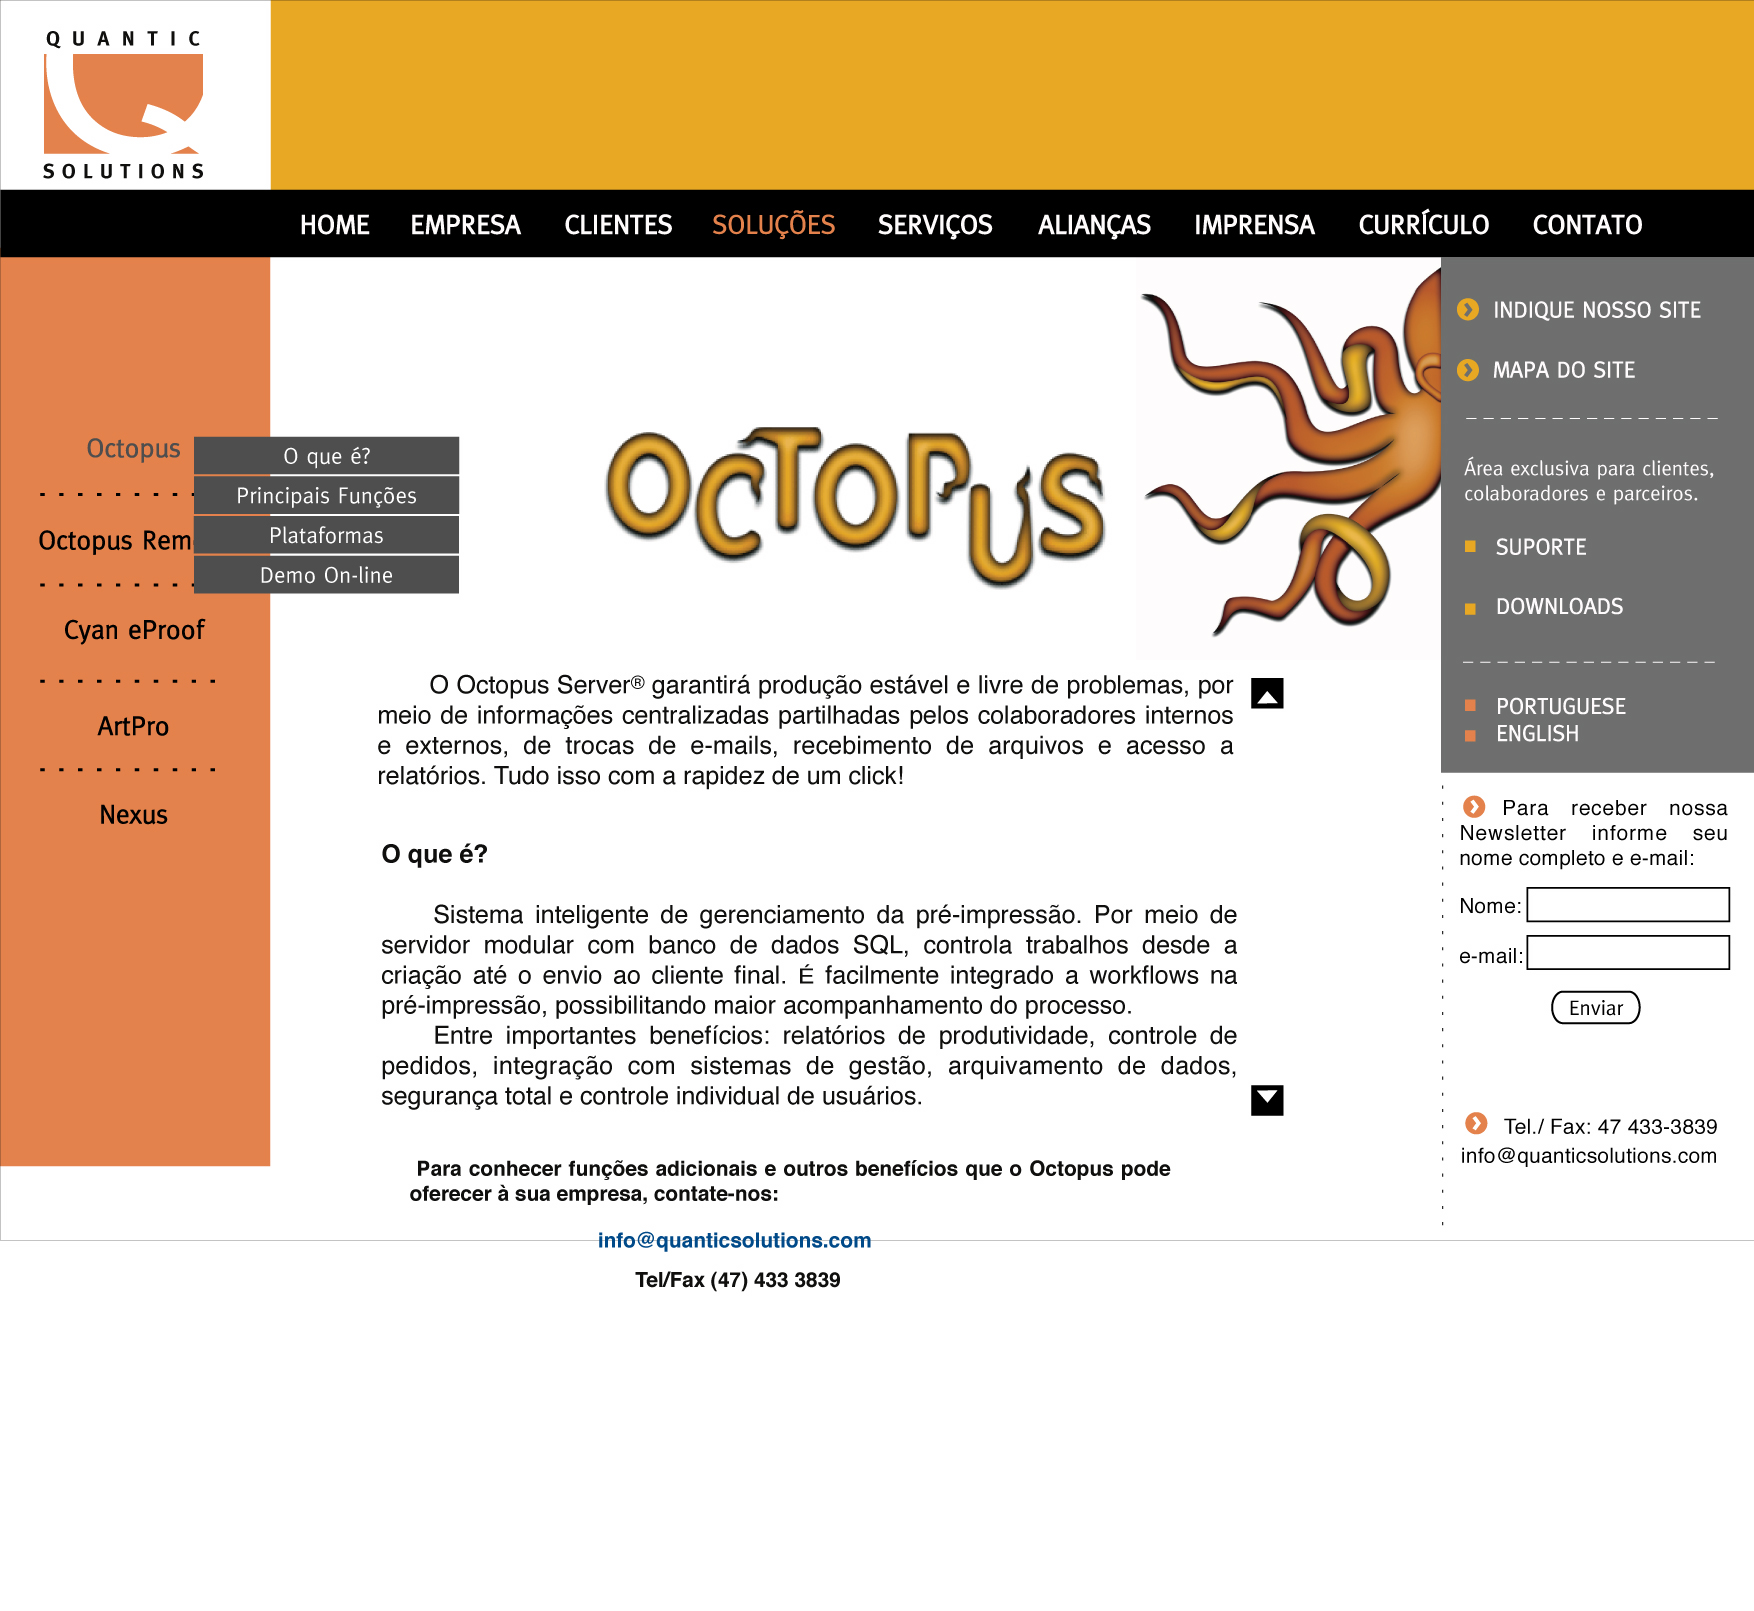 QUANTIC
SOLUTIONS
HOME EMPRESA CLIENTES SOLUÇÕES SERVIÇOS ALIANÇAS IMPRENSA CURRÍCULO CONTATO
Octopus
O que é?
Principais Funções
Plataformas
Demo On-line
Octopus Rem
Cyan eProof
ArtPro
Nexus
OCTOPUS
O Octopus Server® garantirá produção estável e livre de problemas, por
meio de informações centralizadas partilhadas pelos colaboradores internos
e externos, de trocas de e-mails, recebimento de arquivos e acesso a
relatórios. Tudo isso com a rapidez de um click!
O que é?
Sistema inteligente de gerenciamento da pré-impressão. Por meio de
servidor modular com banco de dados SQL, controla trabalhos desde a
criação até o envio ao cliente final. É facilmente integrado a workflows na
pré-impressão, possibilitando maior acompanhamento do processo.
Entre importantes benefícios: relatórios de produtividade, controle de
pedidos, integração com sistemas de gestão, arquivamento de dados,
segurança total e controle individual de usuários.
Para conhecer funções adicionais e outros benefícios que o Octopus pode
oferecer à sua empresa, contate-nos:
info@quanticsolutions.com
Tel/Fax (47) 433 3839
INDIQUE NOSSO SITE
MAPA DO SITE
Área exclusiva para clientes,
colaboradores e parceiros.
SUPORTE
DOWNLOADS
PORTUGUESE
ENGLISH
Para receber nossa
Newsletter informe seu
nome completo e e-mail:
Nome:
e-mail:
Enviar
Tel./ Fax: 47 433-3839
info@quanticsolutions.com